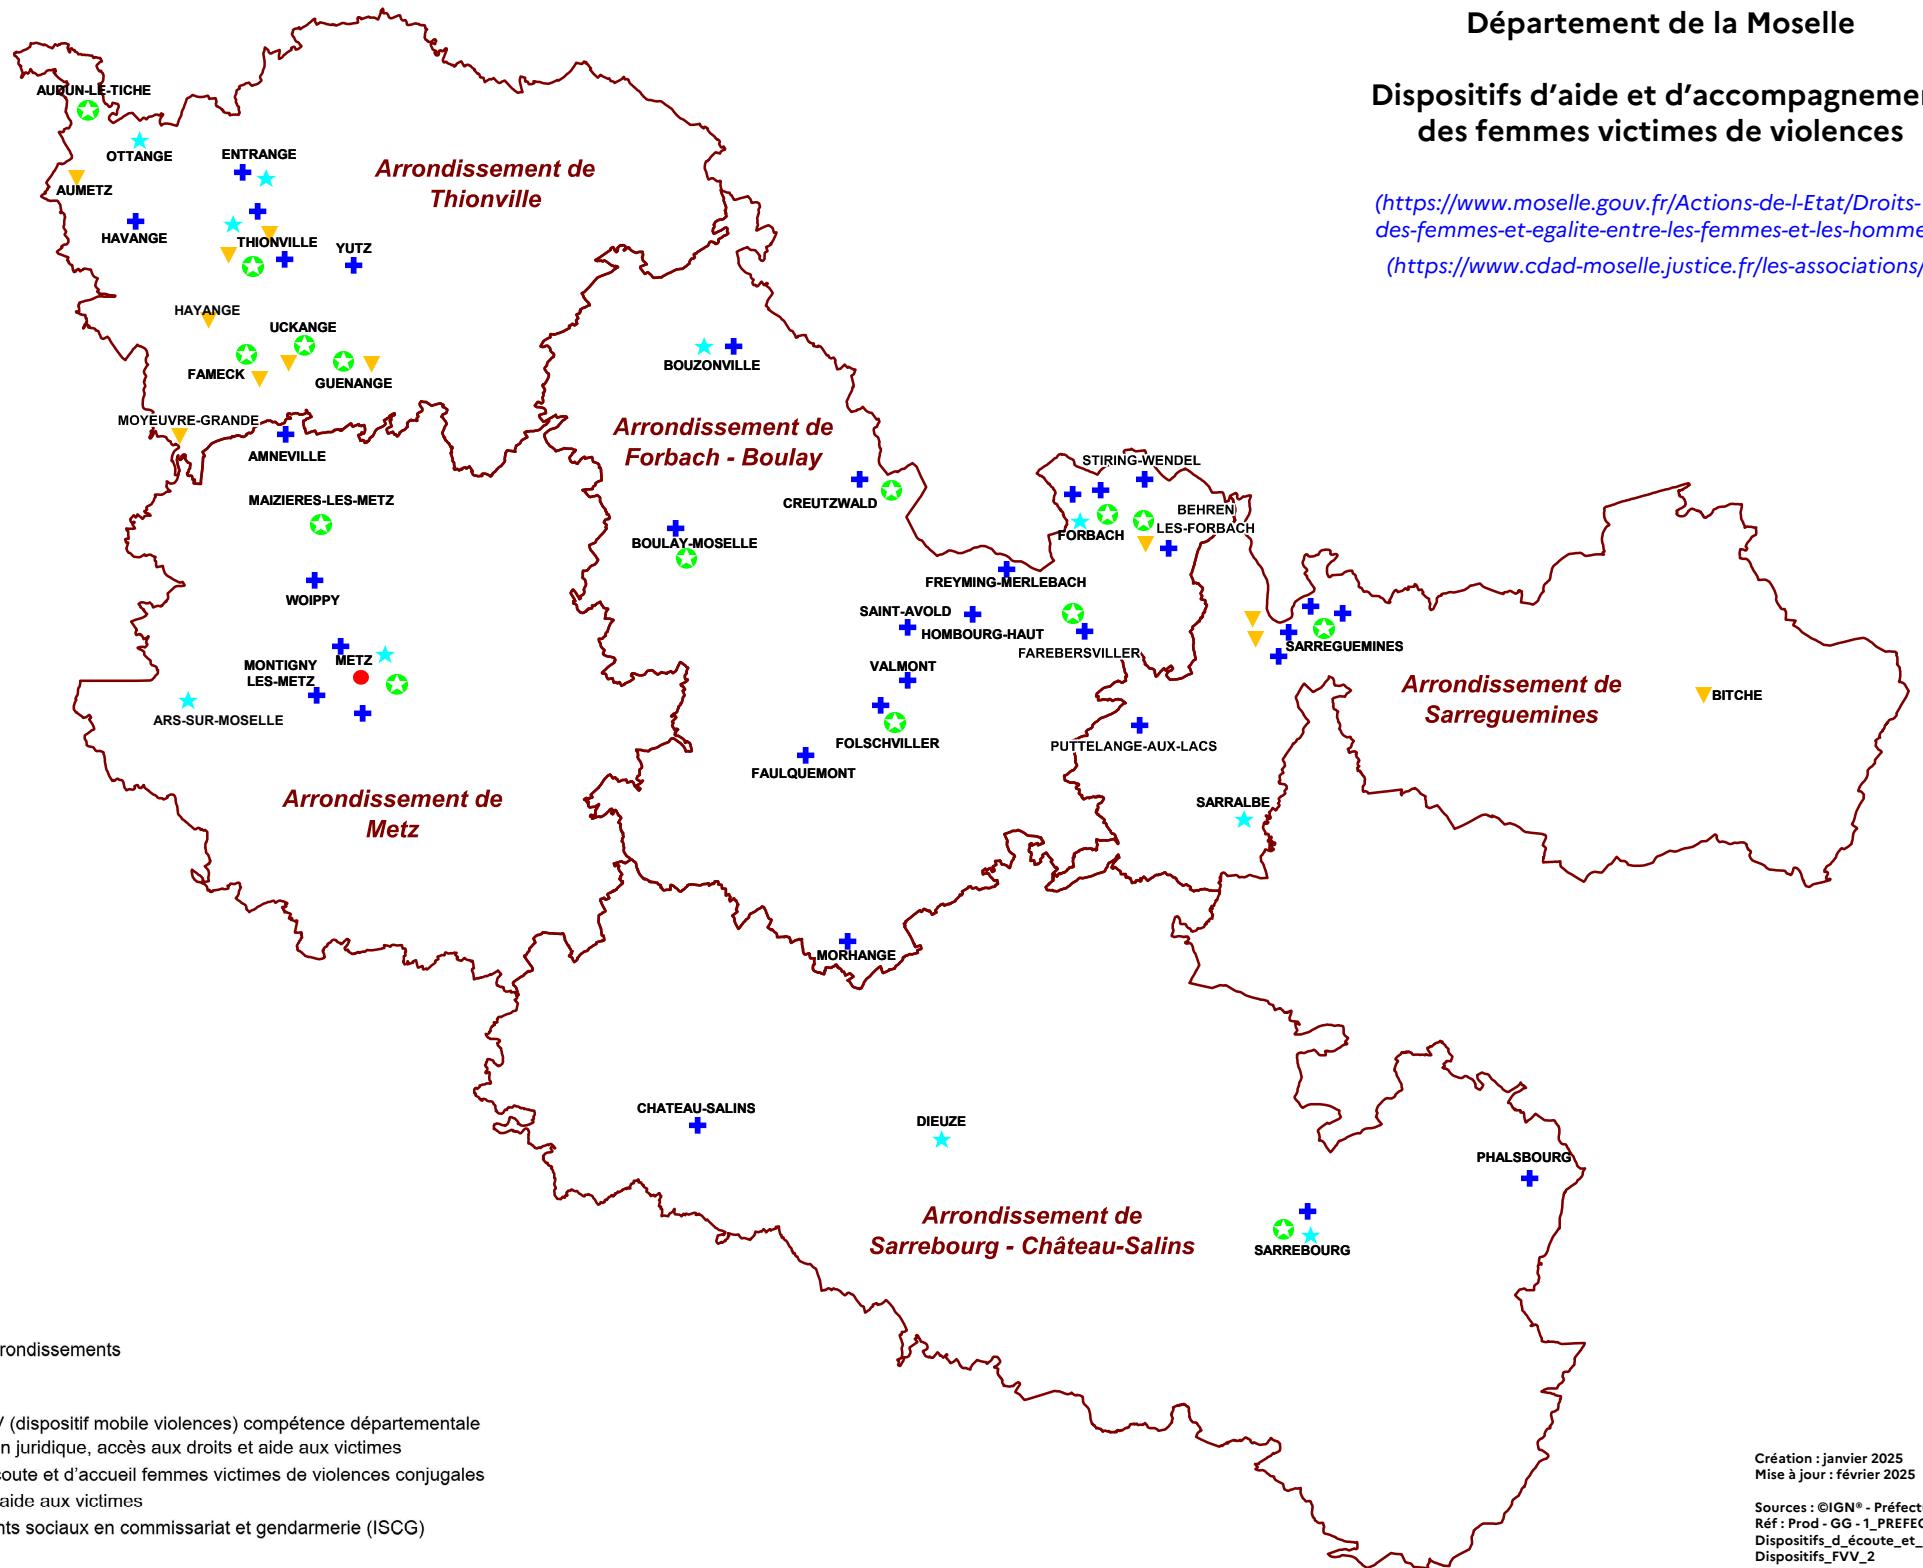 Département de la Moselle
Dispositifs d'aide et d'accompagnemen
des femmes victimes de violences
(https://www.moselle.gouv.fr/Actions-de-l-Etat/Droits-
des-femmes-et-egalite-entre-les-femmes-et-les-homme
(https://www.cdad-moselle.justice.fr/les-associations/
AUDUN-LE-TICHE
OTTANGE
ENTRANGE
AUMETZ
HAVANGE
THIONVILLE
YUTZ
Arrondissement de
Thionville
HAYANGE
UCKANGE
FAMECK
GUENANGE
MOYEUVRE-GRANDE
AMNEVILLE
BOUZONVILLE
Arrondissement de
Forbach - Boulay
MAIZIERES-LES-METZ
CREUTZWALD
BOULAY-MOSELLE
STIRING-WENDEL
BEHREN
LES-FORBACH
FORBACH
FREYMING-MERLEBACH
WOIPPY
SAINT-AVOLD
HOMBOURG-HAUT
FAREBERSVILLER
SARREGUEMINES
METZ
MONTIGNY
LES-METZ
ARS-SUR-MOSELLE
VALMONT
FOLSCHVILLER
FAULQUEMONT
PUTTELANGE-AUX-LACS
Arrondissement de
Sarreguemines
BITCHE
Arrondissement de
Metz
SARRALBE
MORHANGE
CHATEAU-SALINS
DIEUZE
PHALSBOURG
Arrondissement de
Sarrebourg - Château-Salins
SARREBOURG
rondissements
(dispositif mobile violences) compétence départementale
n juridique, accès aux droits et aide aux victimes
coute et d'accueil femmes victimes de violences conjugales
aide aux victimes
nts sociaux en commissariat et gendarmerie (ISCG)
Création : janvier 2025
Mise à jour : février 2025
Sources : ©IGN® - Préfect
Réf : Prod - GG - 1_PREFEC
Dispositifs_d_écoute_et_
Dispositifs_FVV_2